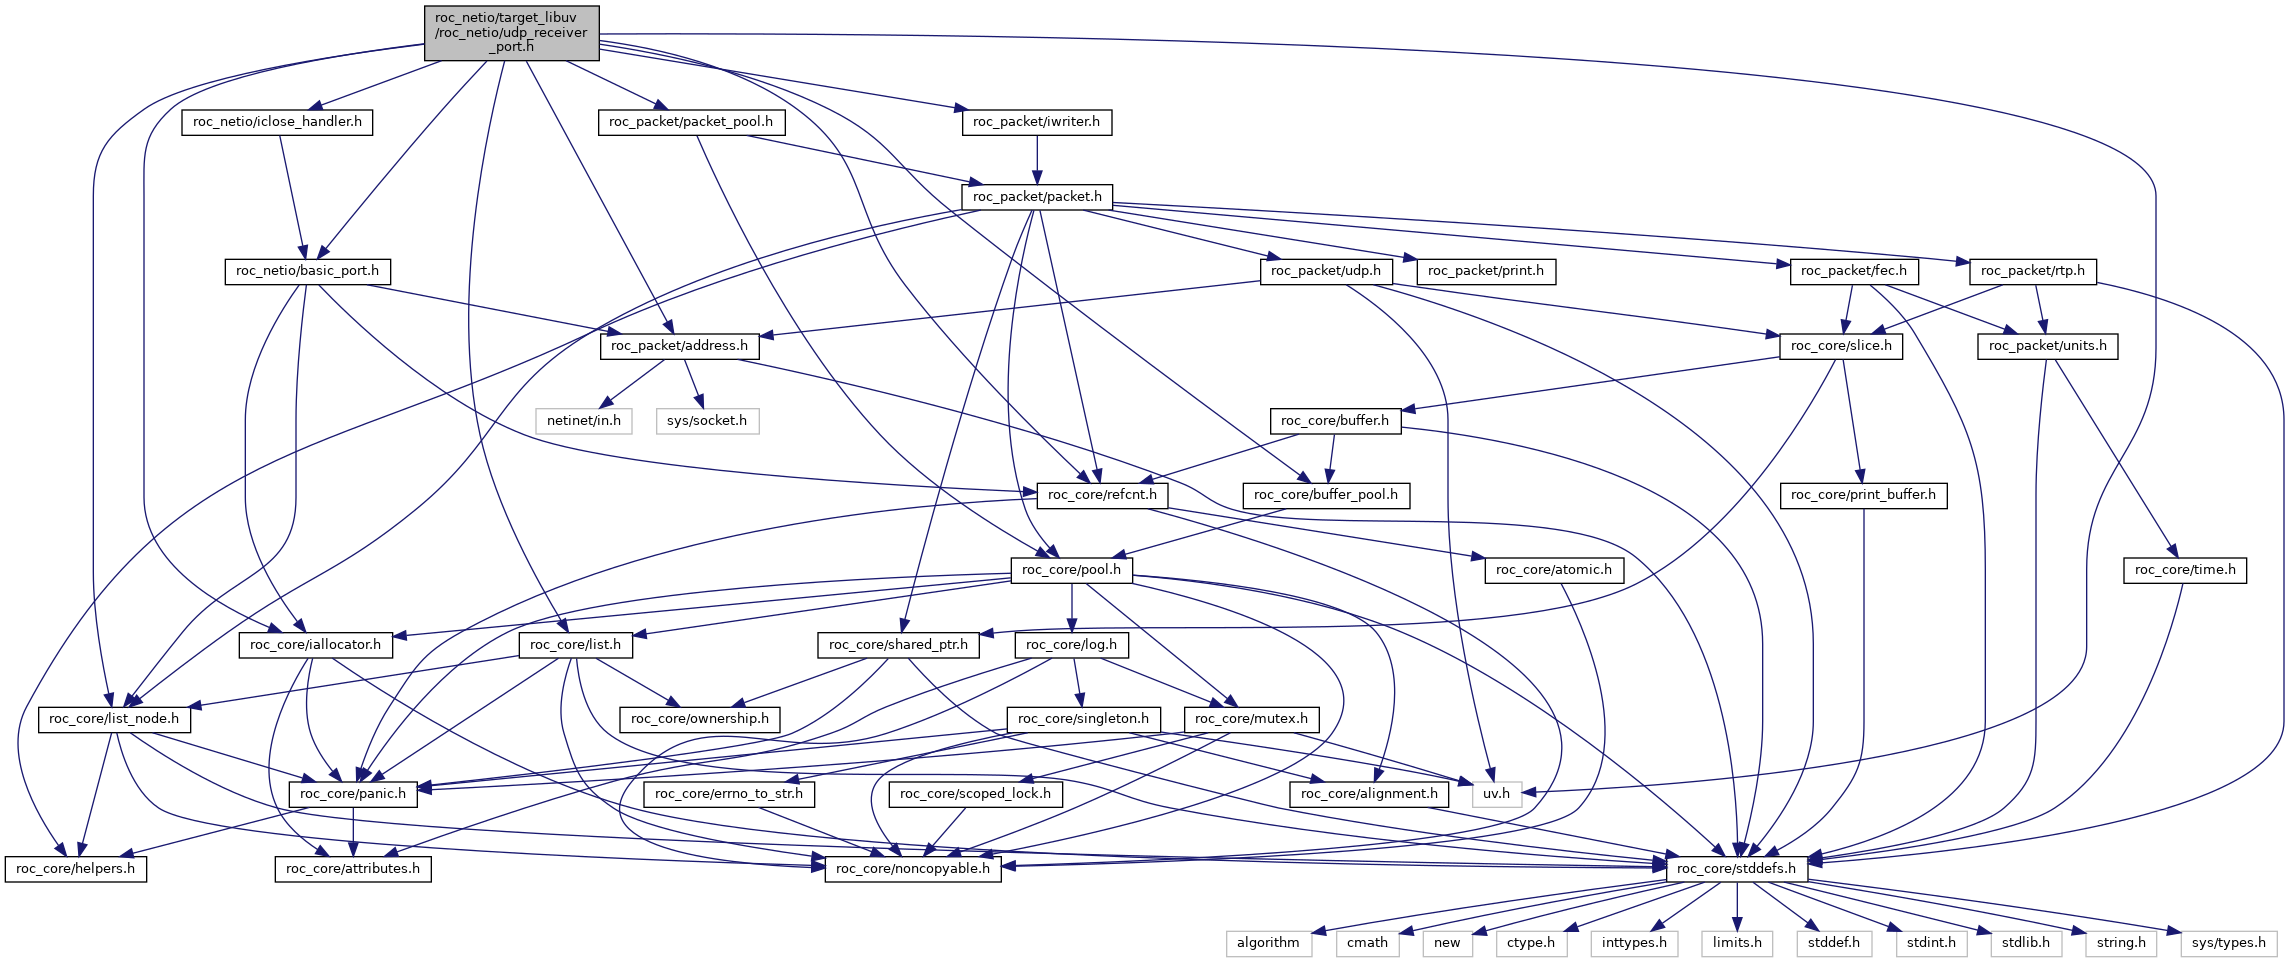 roc_netio/target_libuv
/roc_netio/udp_receiver
_port.h
roc_netio/iclose_handler.h
roc_packet/packet_pool.h
roc_packet/iwriter.h
roc_packet/packet.h
roc_netio/basic_port.h
roc_packet/udp.h
roc_packet/print.h
roc_packet/fec.h
roc_packet/rtp.h
roc_packet/address.h
roc_core/slice.h
roc_packet/units.h
netinet/in.h
sys/socket.h
roc_core/buffer.h
roc_core/refcnt.h
roc_core/buffer_pool.h
roc_core/print_buffer.h
roc_core/pool.h
roc_core/atomic.h
roc_core/time.h
roc_core/iallocator.h
roc_core/list.h
roc_core/shared_ptr.h
roc_core/log.h
roc_core/list_node.h
roc_core/ownership.h
roc_core/singleton.h
roc_core/mutex.h
roc_core/panic.h
roc_core/errno_to_str.h
roc_core/scoped_lock.h
roc_core/alignment.h
uv.h
roc_core/helpers.h
roc_core/attributes.h
roc_core/noncopyable.h
roc_core/stddefs.h
algorithm
cmath
new
ctype.h
inttypes.h
limits.h
stddef.h
stdint.h
stdlib.h
string.h
sys/types.h